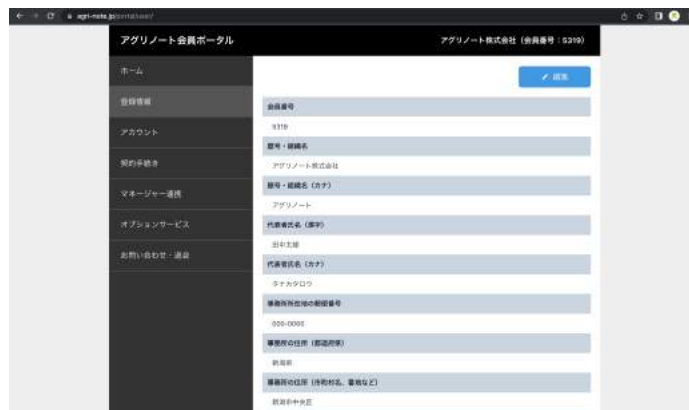 agri-note.jp/portal/user/
アグリノート会員ポータル
アグリノート株式会社（会員番号：5319）
ホーム
編集
登録情報
会員番号
5319
アカウント
屋号・組織名
アグリノート株式会社
契約手続き
屋号・組織名（カナ）
マネージャー連携
アグリノート
オプションサービス
代表者氏名（漢字）
田中太郎
お問い合わせ・退会
代表者氏名（カナ）
タナカタロウ
事務所所在地の郵便番号
000-0000
事務所の住所（都道府県）
新潟県
事務所の住所（市町村名、番地など）
新潟市中央区